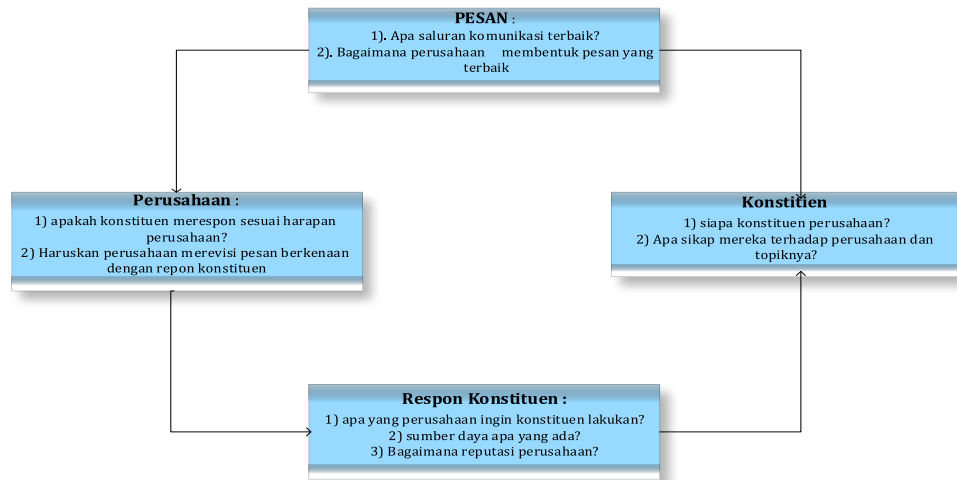 PESAN :
1). Apa saluran komunikasi terbaik?
2). Bagaimana perusahaan membentuk pesan yang
terbaik
Perusahaan :
1) apakah konstituen merespon sesuai harapan
perusahaan?
2) Haruskan perusahaan merevisi pesan berkenaan
dengan repon konstituen
Konstitien
1) siapa konstituen perusahaan?
2) Apa sikap mereka terhadap perusahaan dan
topiknya?
Respon Konstituen :
1) apa yang perusahaan ingin konstituen lakukan?
2) sumber daya apa yang ada?
3) Bagaimana reputasi perusahaan?